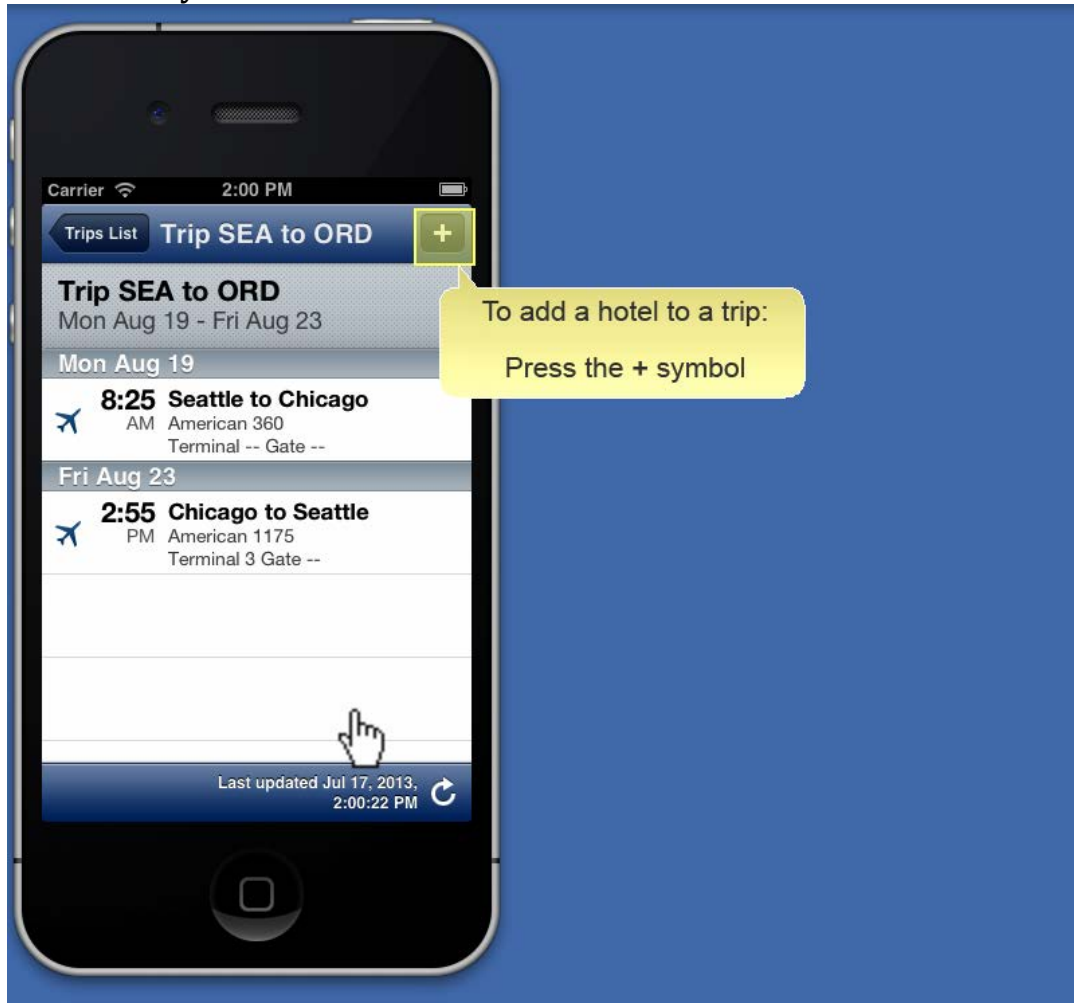 Carrier 2:00 PM
Trips List Trip SEA to ORD +
Trip SEA to ORD
Mon Aug 19 - Fri Aug 23
To add a hotel to a trip:
Press the + symbol
Mon Aug 19
8:25 Seattle to Chicago
AM American 360
Terminal -- Gate --
Fri Aug 23
2:55 Chicago to Seattle
PM American 1175
Terminal 3 Gate --
Last updated Jul 17, 2013,
2:00:22 PM